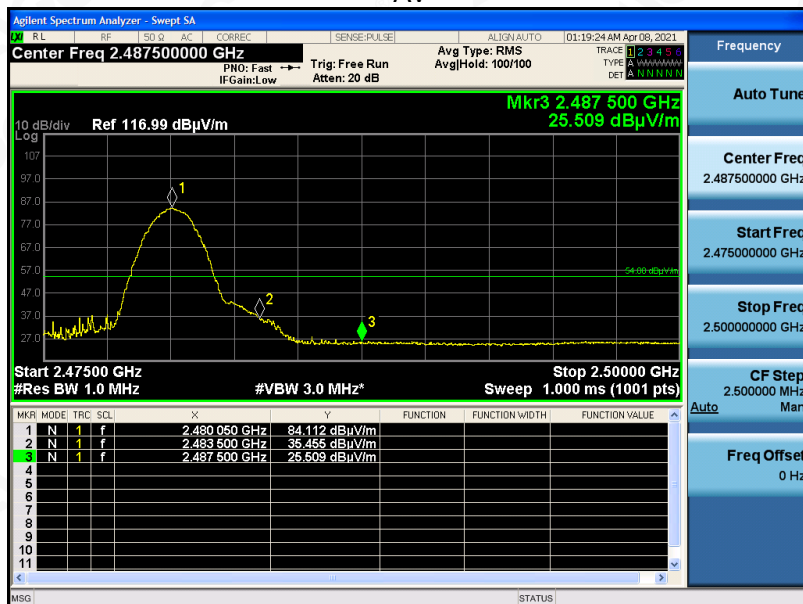 AV
Agilent Spectrum Analyzer - Swept SA
LXI RL RF 50 Ω AC CORREC SENSE:PULSE ALIGN AUTO 01:19:24 AM Apr 08, 2021
Center Freq 2.487500000 GHz
PNO: Fast
IFGain:Low
Trig: Free Run
Atten: 20 dB
Avg Type: RMS
Avg|Hold: 100/100
TRACE 1 2 3 4 5 6
TYPE A WWWWW
DET A N N N N N
Mkr3 2.487 500 GHz
25.509 dBµV/m
10 dB/div Ref 116.99 dBµV/m
Log
107
97.0
87.0
77.0
67.0
57.0
47.0
37.0
27.0
1
2
3
54.00 dBµV/m
Start 2.47500 GHz Stop 2.50000 GHz
#Res BW 1.0 MHz #VBW 3.0 MHz* Sweep 1.000 ms (1001 pts)
MKR MODE TRC SCL X Y FUNCTION FUNCTION WIDTH FUNCTION VALUE
1 N 1 f 2.480 050 GHz 84.112 dBµV/m
2 N 1 f 2.483 500 GHz 35.455 dBµV/m
3 N 1 f 2.487 500 GHz 25.509 dBµV/m
4
5
6
7
8
9
10
11
MSG STATUS
Frequency
Auto Tune
Center Freq
2.487500000 GHz
Start Freq
2.475000000 GHz
Stop Freq
2.500000000 GHz
CF Step
2.500000 MHz
Auto Man
Freq Offset
0 Hz